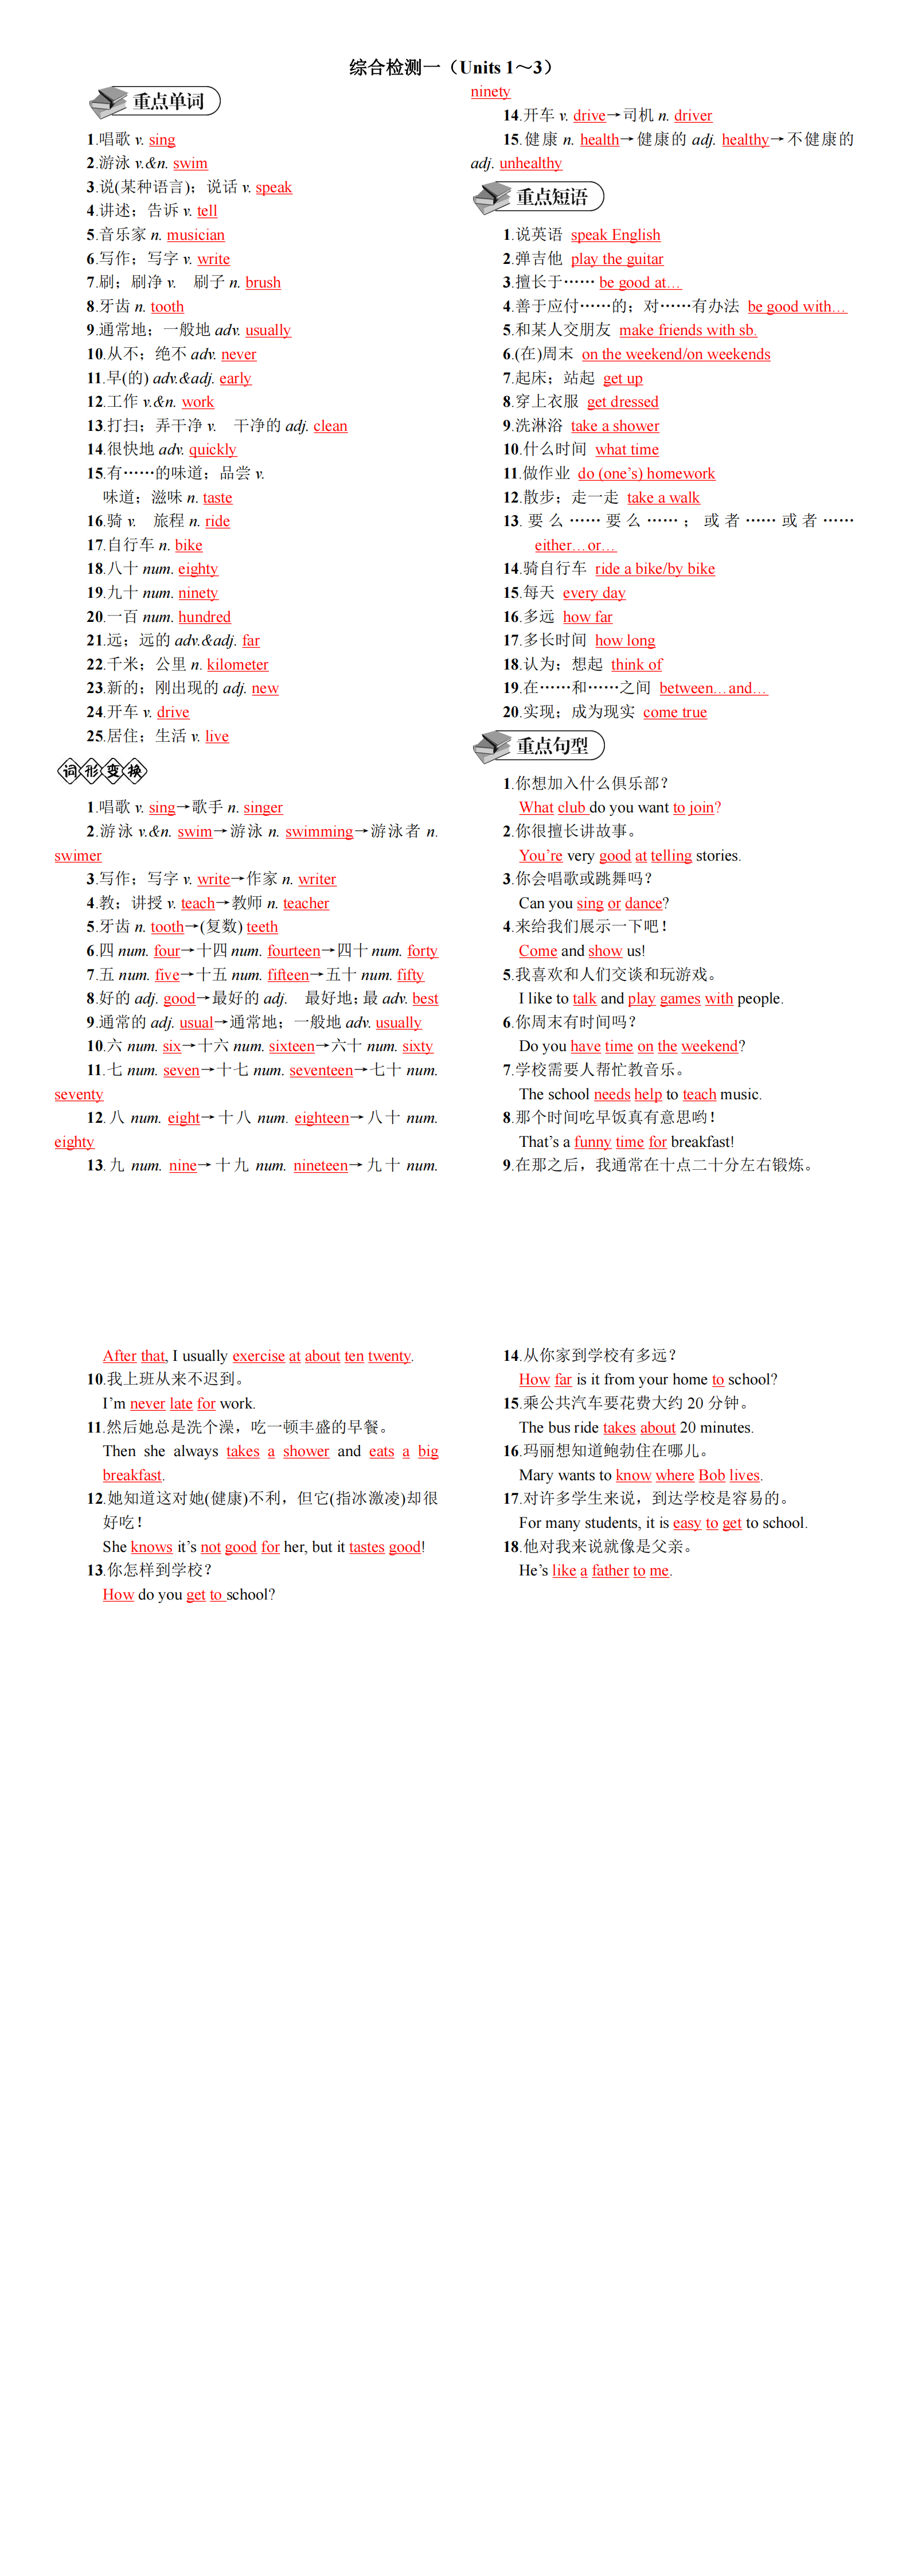 综合检测一（Units 1～3）
重点单词
1.唱歌 v. sing
2.游泳 v.&n. swim
3.说(某种语言)；说话 v. speak
4.讲述；告诉 v. tell
5.音乐家 n. musician
6.写作；写字 v. write
7.刷；刷净 v.　刷子 n. brush
8.牙齿 n. tooth
9.通常地；一般地 adv. usually
10.从不；绝不 adv. never
11.早(的) adv.&adj. early
12.工作 v.&n. work
13.打扫；弄干净 v.　干净的 adj. clean
14.很快地 adv. quickly
15.有……的味道；品尝 v.
味道；滋味 n. taste
16.骑 v.　旅程 n. ride
17.自行车 n. bike
18.八十 num. eighty
19.九十 num. ninety
20.一百 num. hundred
21.远；远的 adv.&adj. far
22.千米；公里 n. kilometer
23.新的；刚出现的 adj. new
24.开车 v. drive
25.居住；生活 v. live
词形变换
1.唱歌 v. sing→歌手 n. singer
2.游泳 v.&n. swim→游泳 n. swimming→游泳者 n.
swimer
3.写作；写字 v. write→作家 n. writer
4.教；讲授 v. teach→教师 n. teacher
5.牙齿 n. tooth→(复数) teeth
6.四 num. four→十四 num. fourteen→四十 num. forty
7.五 num. five→十五 num. fifteen→五十 num. fifty
8.好的 adj. good→最好的 adj.　最好地；最 adv. best
9.通常的 adj. usual→通常地；一般地 adv. usually
10.六 num. six→十六 num. sixteen→六十 num. sixty
11.七 num. seven→十七 num. seventeen→七十 num.
seventy
12.八 num. eight→十八 num. eighteen→八十 num.
eighty
13.九 num. nine→十九 num. nineteen→九十 num.
ninety
14.开车 v. drive→司机 n. driver
15.健康 n. health→健康的 adj. healthy→不健康的
adj. unhealthy
重点短语
1.说英语 speak English
2.弹吉他 play the guitar
3.擅长于…… be good at…
4.善于应付……的；对……有办法 be good with…
5.和某人交朋友 make friends with sb.
6.(在)周末 on the weekend/on weekends
7.起床；站起 get up
8.穿上衣服 get dressed
9.洗淋浴 take a shower
10.什么时间 what time
11.做作业 do (one's) homework
12.散步；走一走 take a walk
13.要么……要么……；或者……或者……
either…or…
14.骑自行车 ride a bike/by bike
15.每天 every day
16.多远 how far
17.多长时间 how long
18.认为；想起 think of
19.在……和……之间 between…and…
20.实现；成为现实 come true
重点句型
1.你想加入什么俱乐部？
What club do you want to join?
2.你很擅长讲故事。
You're very good at telling stories.
3.你会唱歌或跳舞吗？
Can you sing or dance?
4.来给我们展示一下吧！
Come and show us!
5.我喜欢和人们交谈和玩游戏。
I like to talk and play games with people.
6.你周末有时间吗？
Do you have time on the weekend?
7.学校需要人帮忙教音乐。
The school needs help to teach music.
8.那个时间吃早饭真有意思哟！
That's a funny time for breakfast!
9.在那之后，我通常在十点二十分左右锻炼。
After that, I usually exercise at about ten twenty.
10.我上班从来不迟到。
I'm never late for work.
11.然后她总是洗个澡，吃一顿丰盛的早餐。
Then she always takes a shower and eats a big
breakfast.
12.她知道这对她(健康)不利，但它(指冰激凌)却很
好吃！
She knows it's not good for her, but it tastes good!
13.你怎样到学校？
How do you get to school?
14.从你家到学校有多远？
How far is it from your home to school?
15.乘公共汽车要花费大约 20 分钟。
The bus ride takes about 20 minutes.
16.玛丽想知道鲍勃住在哪儿。
Mary wants to know where Bob lives.
17.对许多学生来说，到达学校是容易的。
For many students, it is easy to get to school.
18.他对我来说就像是父亲。
He's like a father to me.